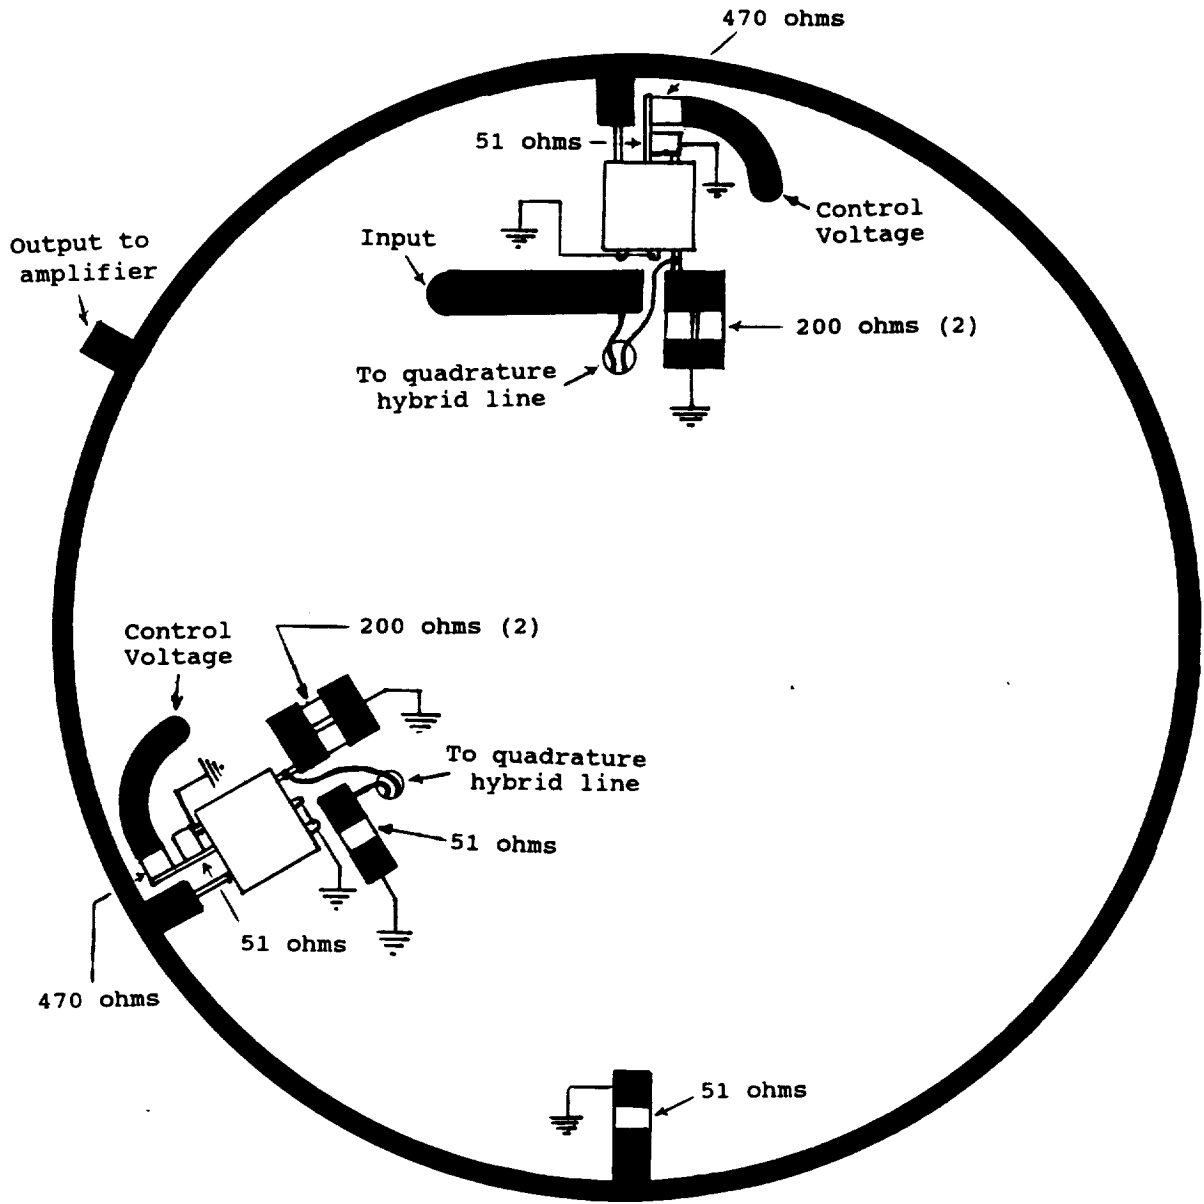 470 ohms
51 ohms
Control
Voltage
Output to
amplifier
Input
200 ohms (2)
To quadrature
hybrid line
Control
Voltage
200 ohms (2)
To quadrature
hybrid line
51 ohms
51 ohms
470 ohms
51 ohms